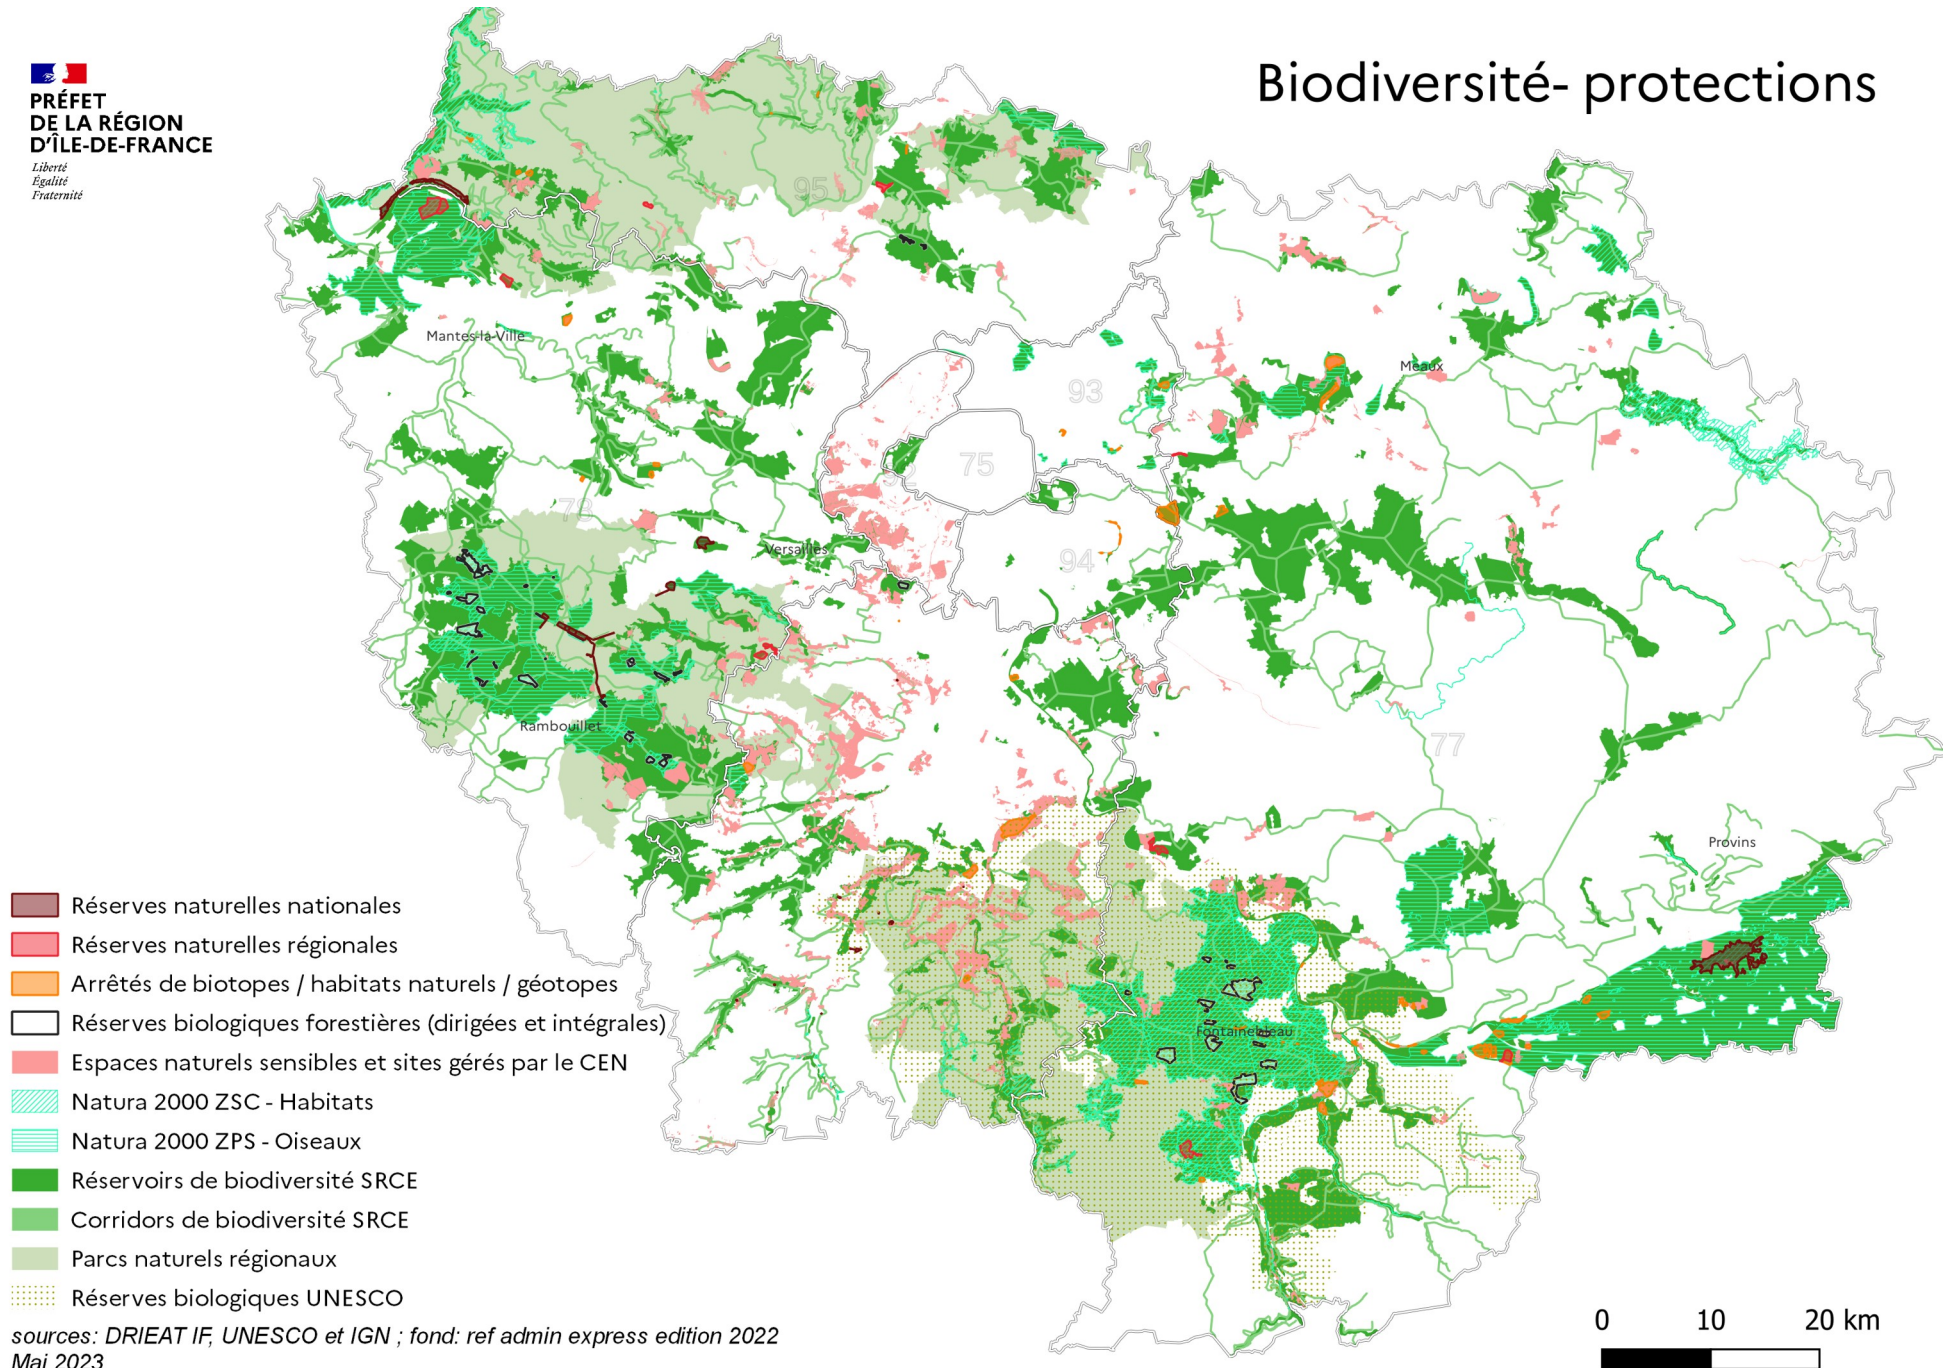 Biodiversité- protections
PRÉFET
DE LA RÉGION
D'ÎLE-DE-FRANCE
Liberté
Égalité
Fraternité
95
Mantes-la-Ville
Meaux
93
75
92
78
Versailles
94
Rambouillet
77
Provins
Fontainebleau
Réserves naturelles nationales
Réserves naturelles régionales
Arrêtés de biotopes / habitats naturels / géotopes
Réserves biologiques forestières (dirigées et intégrales)
Espaces naturels sensibles et sites gérés par le CEN
Natura 2000 ZSC - Habitats
Natura 2000 ZPS - Oiseaux
Réservoirs de biodiversité SRCE
Corridors de biodiversité SRCE
Parcs naturels régionaux
Réserves biologiques UNESCO
sources: DRIEAT IF, UNESCO et IGN ; fond: ref admin express edition 2022
Mai 2023
0 10 20 km